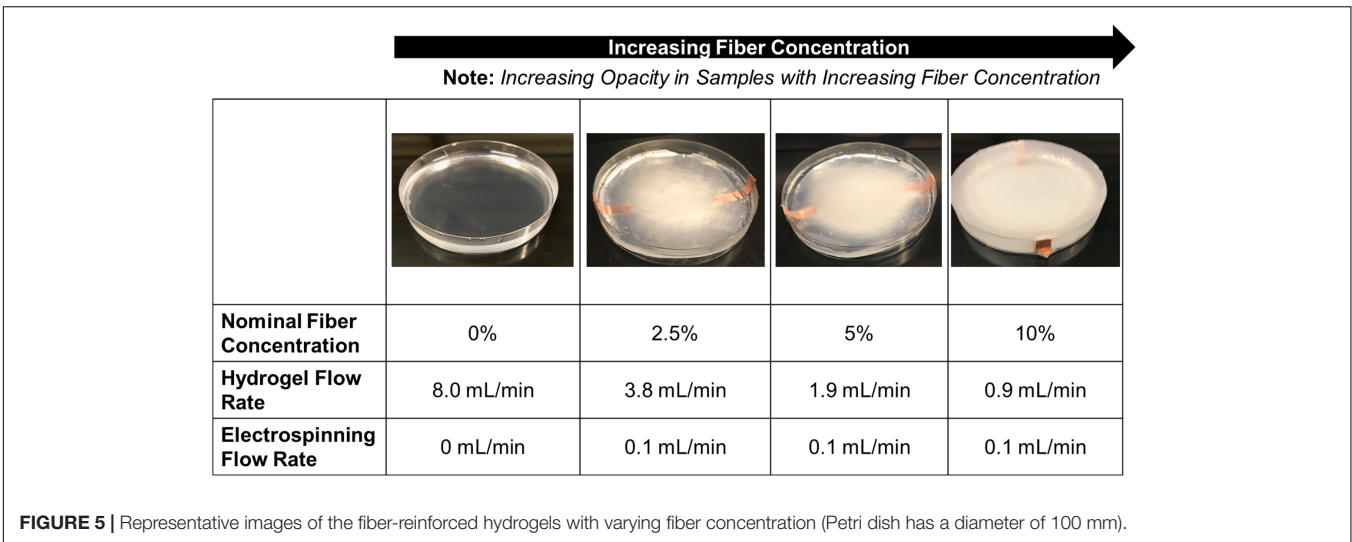 Increasing Fiber Concentration
Note: Increasing Opacity in Samples with Increasing Fiber Concentration
Nominal Fiber
Concentration
0%
2.5%
5%
10%
Hydrogel Flow
Rate
8.0 mL/min
3.8 mL/min
1.9 mL/min
0.9 mL/min
Electrospinning
Flow Rate
0 mL/min
0.1 mL/min
0.1 mL/min
0.1 mL/min
FIGURE 5 | Representative images of the fiber-reinforced hydrogels with varying fiber concentration (Petri dish has a diameter of 100 mm).